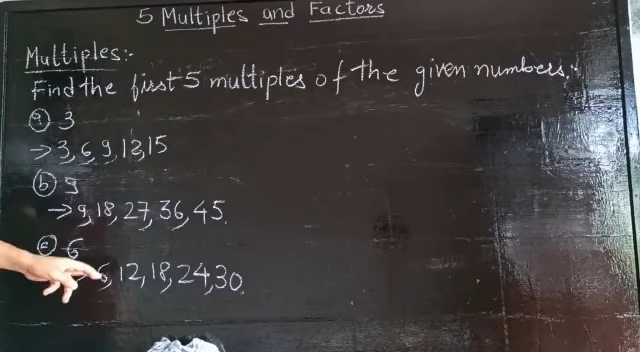 5 Multiples and Factors
Multiples:-
Find the first 5 multiples of the given numbers.
(a) 3
→ 3, 6, 9, 12, 15
(b) 9
→ 9, 18, 27, 36, 45.
(c) 6
6, 12, 18, 24, 30.